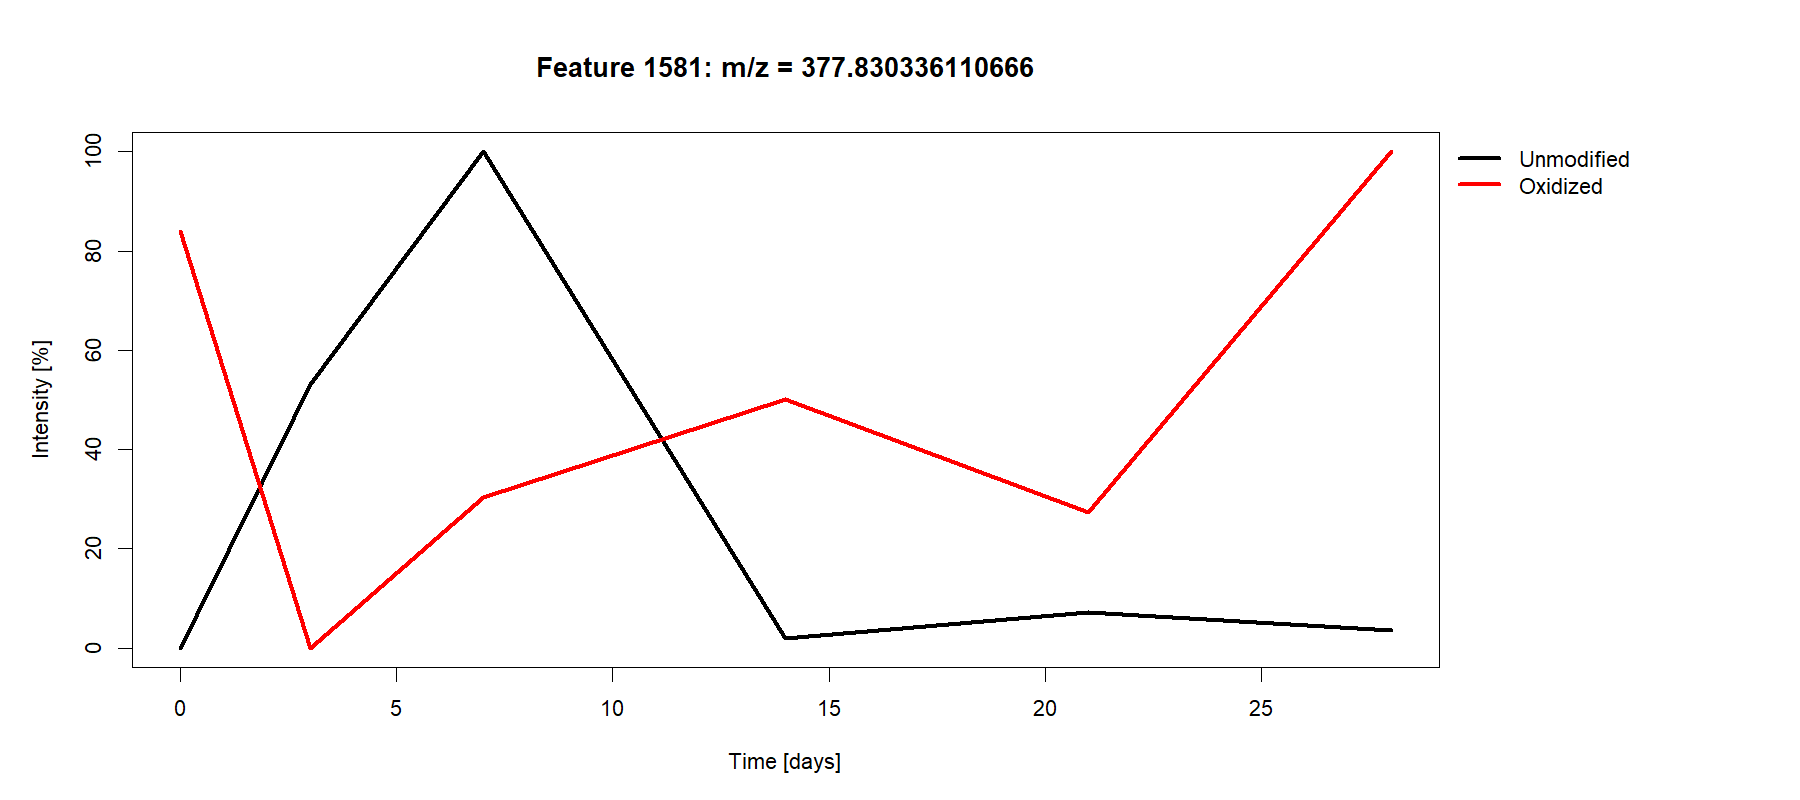 Feature 1581: m/z = 377.830336110666
Unmodified
Oxidized
Intensity [%]
100
80
60
40
20
0
0 5 10 15 20 25
Time [days]